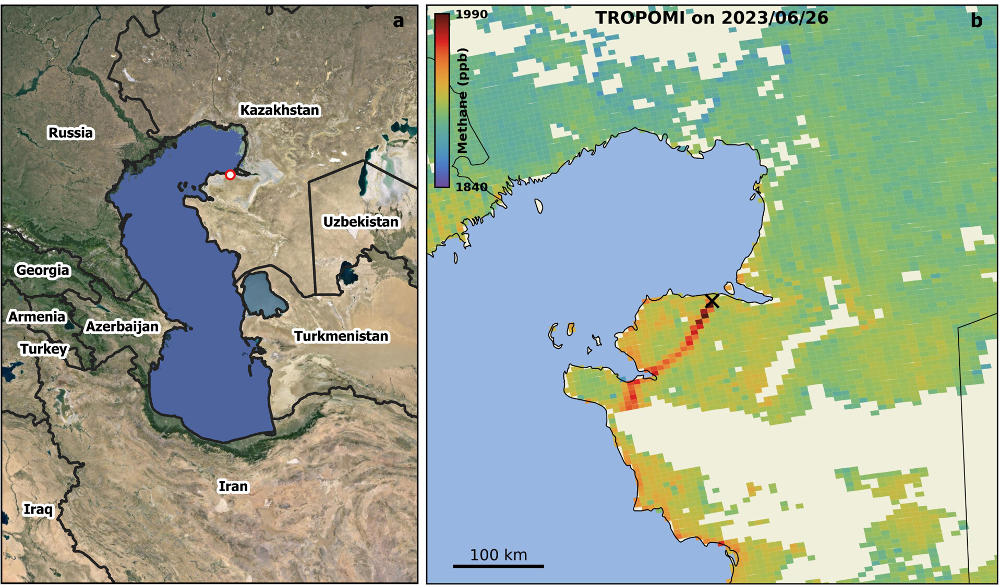 a
Kazakhstan
Russia
Uzbekistan
Georgia
Armenia
Azerbaijan
Turkmenistan
Turkey
Iran
Iraq
TROPOMI on 2023/06/26
b
1990
Methane (ppb)
1840
100 km